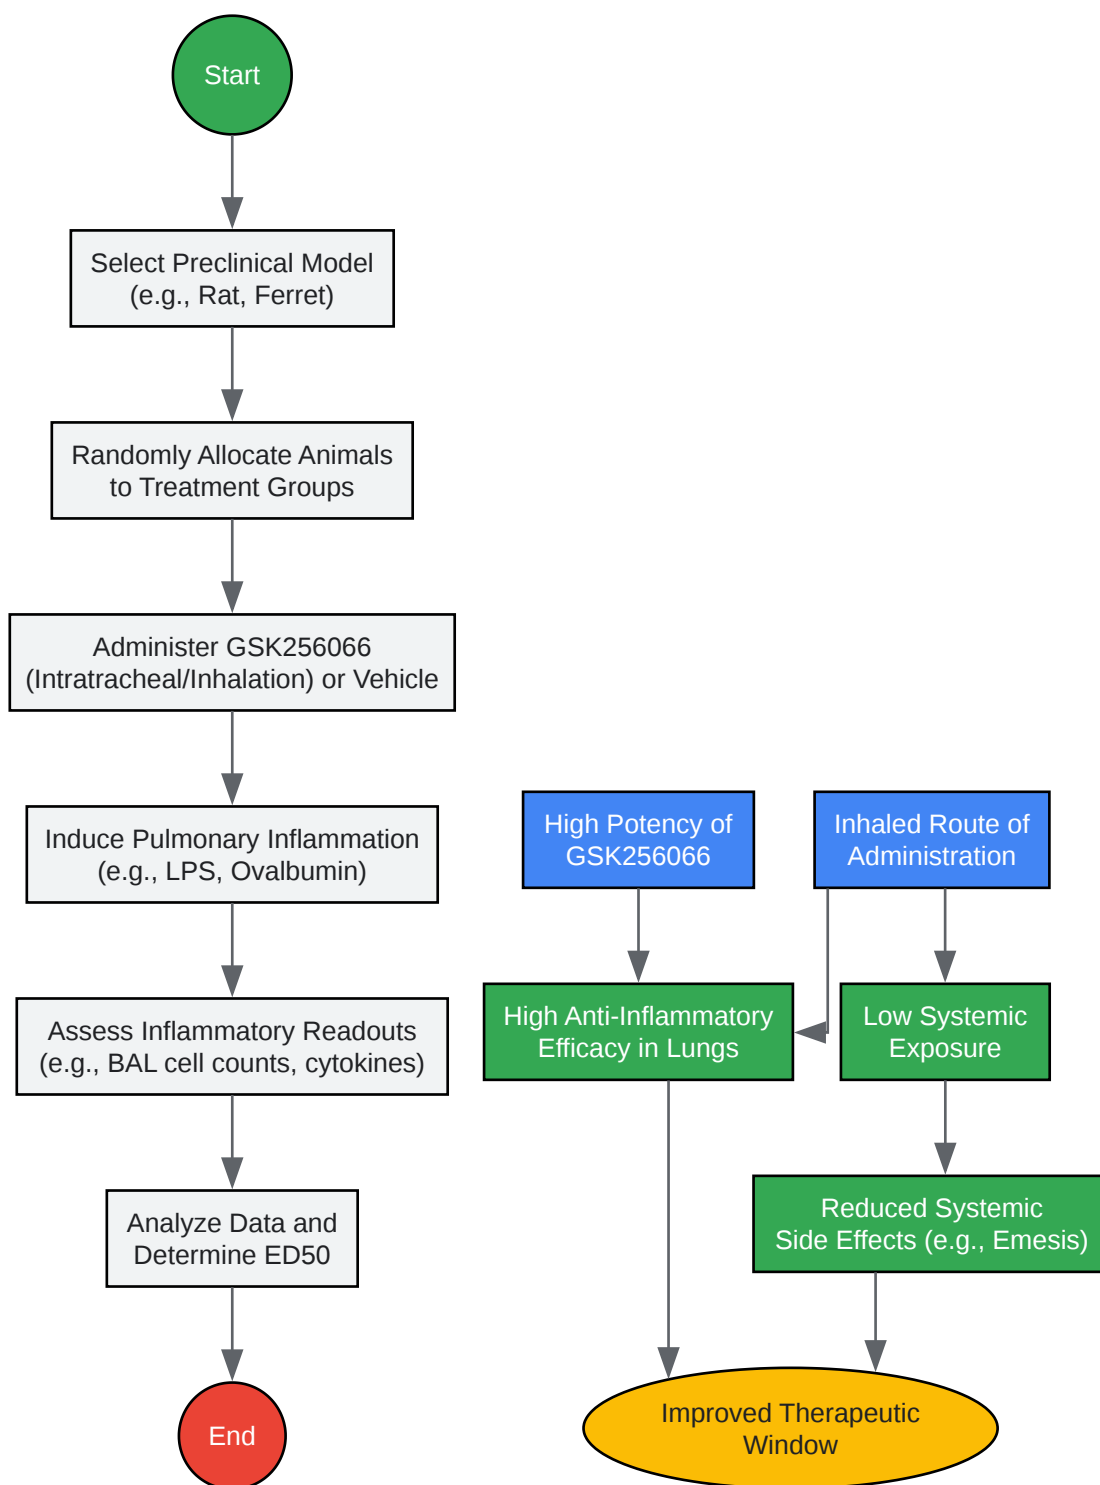 Start
Select Preclinical Model
(e.g., Rat, Ferret)
Randomly Allocate Animals
to Treatment Groups
Administer GSK256066
(Intratracheal/Inhalation) or Vehicle
Induce Pulmonary Inflammation
(e.g., LPS, Ovalbumin)
Assess Inflammatory Readouts
(e.g., BAL cell counts, cytokines)
Analyze Data and
Determine ED50
End
High Potency of
GSK256066
Inhaled Route of
Administration
High Anti-Inflammatory
Efficacy in Lungs
Low Systemic
Exposure
Reduced Systemic
Side Effects (e.g., Emesis)
Improved Therapeutic
Window